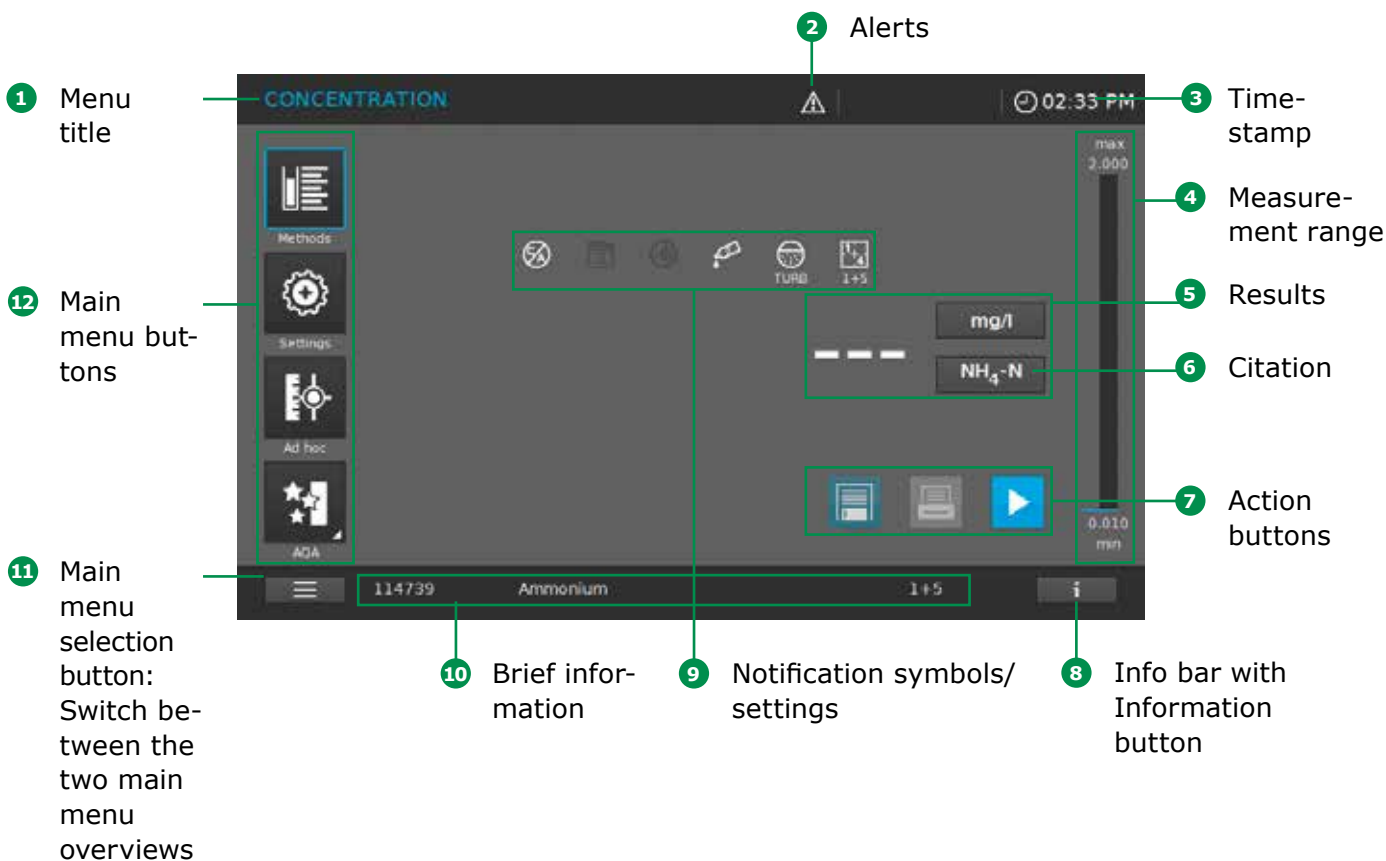 2 Alerts
1 Menu
title
CONCENTRATION
02:33 PM
3 Time-
stamp
max
2.000
4 Measure-
ment range
Methods
TURB
1+5
12 Main
menu but-
tons
Settings
mg/l
5 Results
NH4-N
6 Citation
Ad hoc
7 Action
buttons
0.010
min
AQA
11 Main
menu
selection
button:
Switch be-
tween the
two main
menu
overviews
114739 Ammonium 1+5
i
10 Brief infor-
mation
9 Notification symbols/
settings
8 Info bar with
Information
button